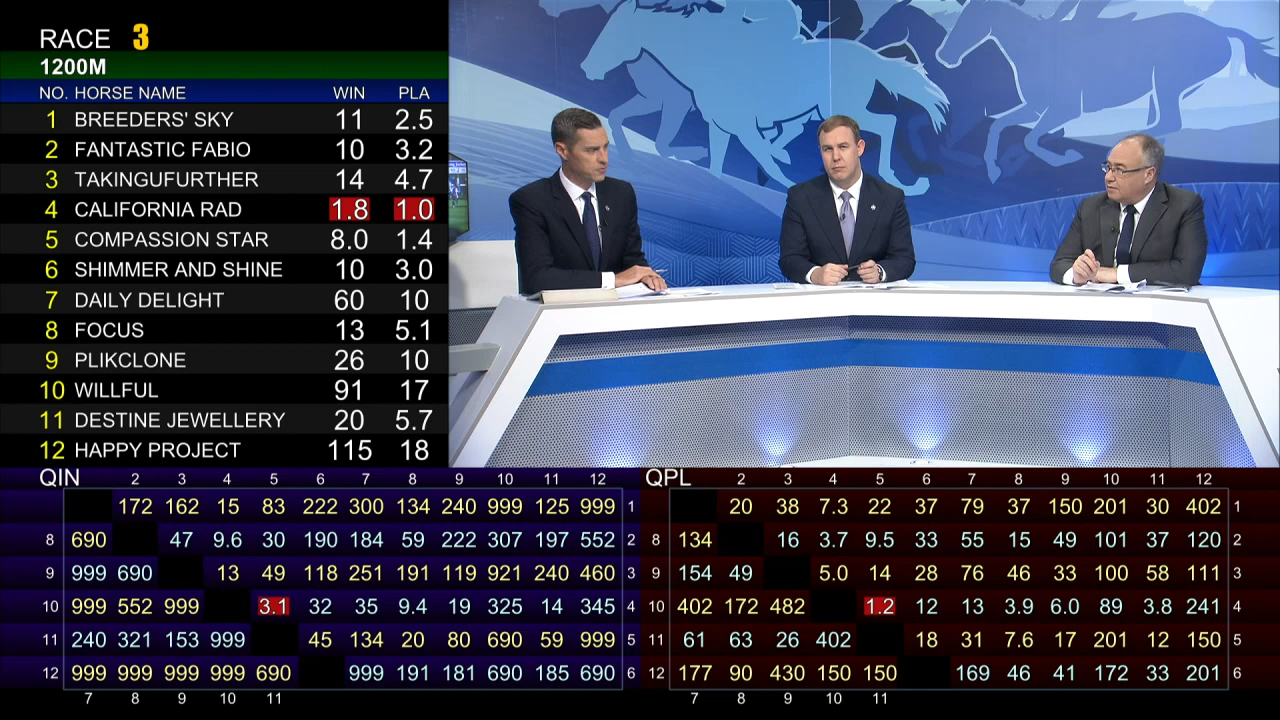 RACE 3
1200M
NO. HORSE NAME WIN PLA
1 BREEDERS' SKY 11 2.5
2 FANTASTIC FABIO 10 3.2
3 TAKINGUFURTHER 14 4.7
4 CALIFORNIA RAD 1.8 1.0
5 COMPASSION STAR 8.0 1.4
6 SHIMMER AND SHINE 10 3.0
7 DAILY DELIGHT 60 10
8 FOCUS 13 5.1
9 PLIKCLONE 26 10
10 WILLFUL 91 17
11 DESTINE JEWELLERY 20 5.7
12 HAPPY PROJECT 115 18
QIN 2 3 4 5 6 7 8 9 10 11 12
172 162 15 83 222 300 134 240 999 125 999 1
8 690 47 9.6 30 190 184 59 222 307 197 552 2
9 999 690 13 49 118 251 191 119 921 240 460 3
10 999 552 999 3.1 32 35 9.4 19 325 14 345 4
11 240 321 153 999 45 134 20 80 690 59 999 5
12 999 999 999 999 690 999 191 181 690 185 690 6
7 8 9 10 11
QPL 2 3 4 5 6 7 8 9 10 11 12
20 38 7.3 22 37 79 37 150 201 30 402 1
8 134 16 3.7 9.5 33 55 15 49 101 37 120 2
9 154 49 5.0 14 28 76 46 33 100 58 111 3
10 402 172 482 1.2 12 13 3.9 6.0 89 3.8 241 4
11 61 63 26 402 18 31 7.6 17 201 12 150 5
12 177 90 430 150 150 169 46 41 172 33 201 6
7 8 9 10 11